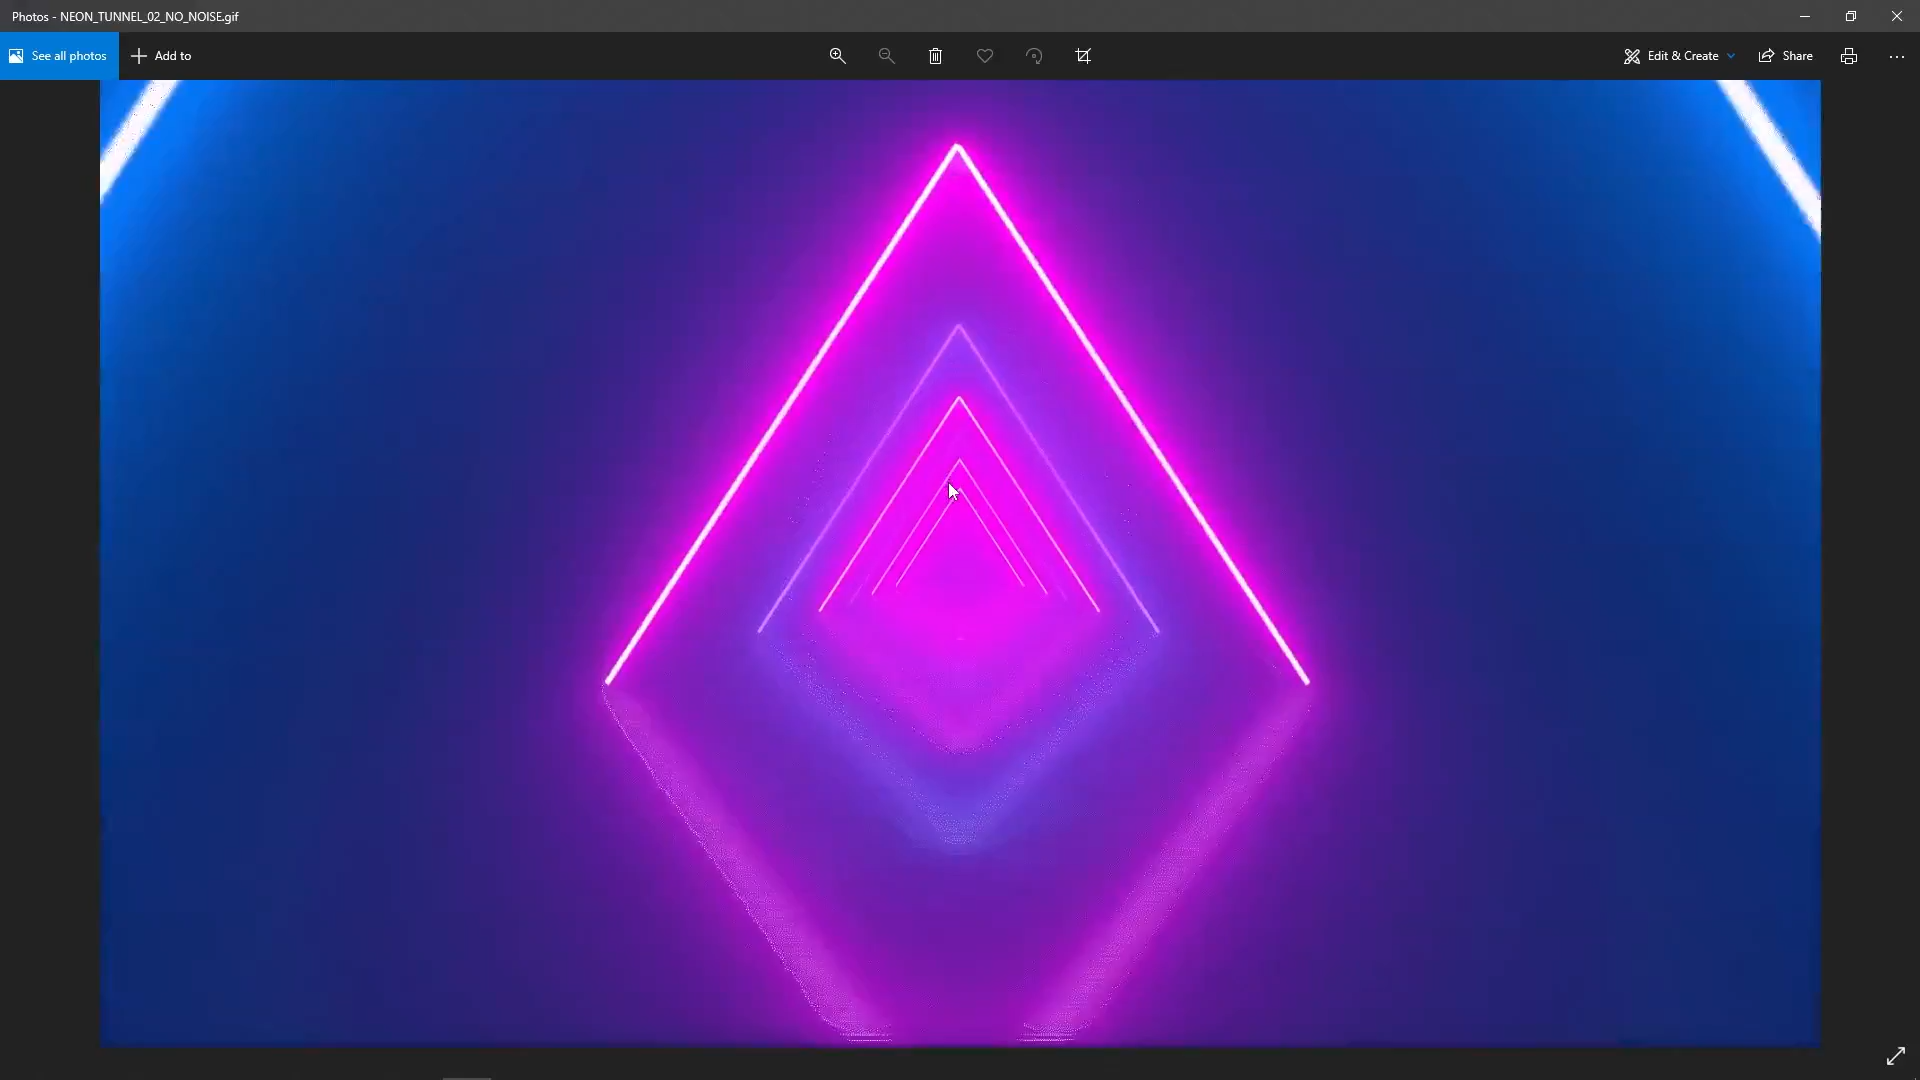 Photos - NEON_TUNNEL_02_NO_NOISE.gif
See all photos
Add to
Edit & Create
Share